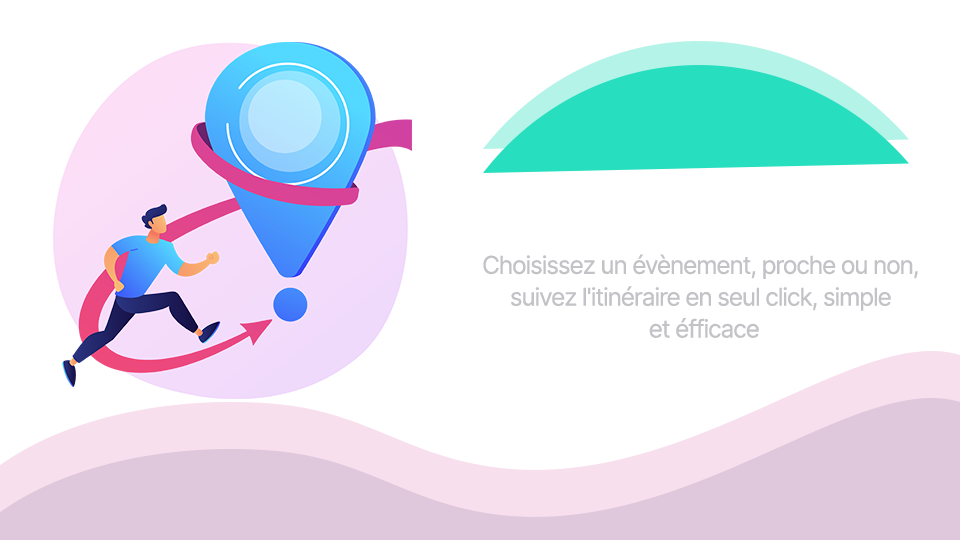 Choisissez un évènement, proche ou non,
suivez l'itinéraire en seul click, simple
et éfficace